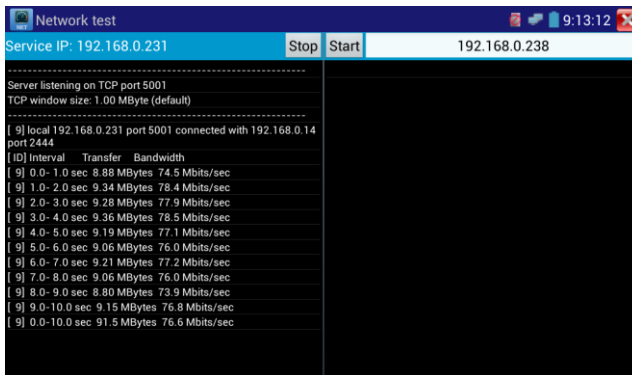 Network test
9:13:12
Service IP: 192.168.0.231
Stop
Start
192.168.0.238
------------------------------------------------------------
Server listening on TCP port 5001
TCP window size: 1.00 MByte (default)
------------------------------------------------------------
[ 9] local 192.168.0.231 port 5001 connected with 192.168.0.14
port 2444
[ ID] Interval Transfer Bandwidth
[ 9] 0.0- 1.0 sec 8.88 MBytes 74.5 Mbits/sec
[ 9] 1.0- 2.0 sec 9.34 MBytes 78.4 Mbits/sec
[ 9] 2.0- 3.0 sec 9.28 MBytes 77.9 Mbits/sec
[ 9] 3.0- 4.0 sec 9.36 MBytes 78.5 Mbits/sec
[ 9] 4.0- 5.0 sec 9.19 MBytes 77.1 Mbits/sec
[ 9] 5.0- 6.0 sec 9.06 MBytes 76.0 Mbits/sec
[ 9] 6.0- 7.0 sec 9.21 MBytes 77.2 Mbits/sec
[ 9] 7.0- 8.0 sec 9.06 MBytes 76.0 Mbits/sec
[ 9] 8.0- 9.0 sec 8.80 MBytes 73.9 Mbits/sec
[ 9] 9.0-10.0 sec 9.15 MBytes 76.8 Mbits/sec
[ 9] 0.0-10.0 sec 91.5 MBytes 76.6 Mbits/sec